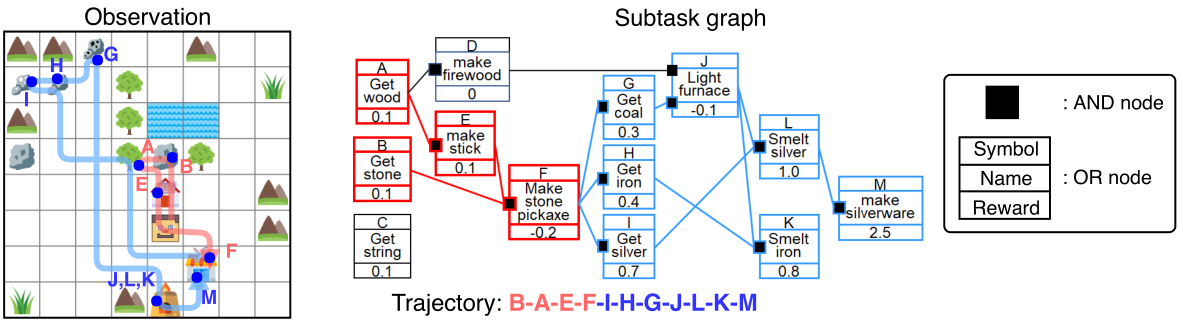 Observation
Subtask graph
G
H
I
A
B
E
F
J,L,K
M
A
Get
wood
0.1
B
Get
stone
0.1
C
Get
string
0.1
D
make
firewood
0
E
make
stick
0.1
F
Make
stone
pickaxe
-0.2
G
Get
coal
0.3
H
Get
iron
0.4
I
Get
silver
0.7
J
Light
furnace
-0.1
L
Smelt
silver
1.0
K
Smelt
iron
0.8
M
make
silverware
2.5
: AND node
Symbol
Name
Reward
: OR node
Trajectory: B-A-E-F-I-H-G-J-L-K-M